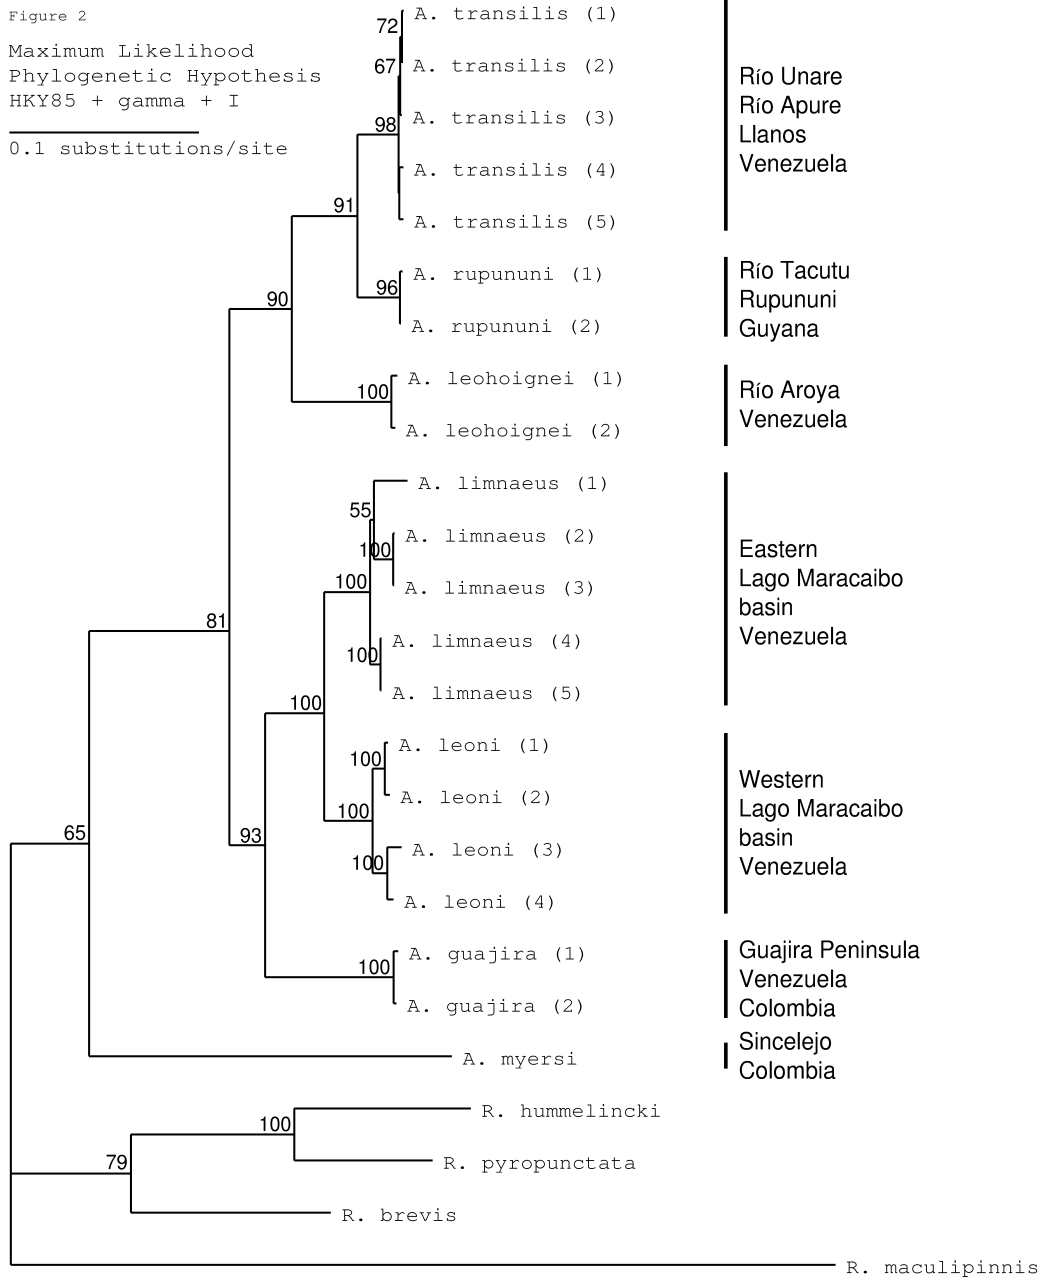 Figure 2
Maximum Likelihood
Phylogenetic Hypothesis
HKY85 + gamma + I
0.1 substitutions/site
72
67
98
91
96
90
100
55
100
100
100
81
100
100
100
100
93
100
65
100
79
A. transilis (1)
A. transilis (2)
A. transilis (3)
A. transilis (4)
A. transilis (5)
A. rupununi (1)
A. rupununi (2)
A. leohoignei (1)
A. leohoignei (2)
A. limnaeus (1)
A. limnaeus (2)
A. limnaeus (3)
A. limnaeus (4)
A. limnaeus (5)
A. leoni (1)
A. leoni (2)
A. leoni (3)
A. leoni (4)
A. guajira (1)
A. guajira (2)
A. myersi
R. hummelincki
R. pyropunctata
R. brevis
R. maculipinnis
Río Unare
Río Apure
Llanos
Venezuela
Río Tacutu
Rupununi
Guyana
Río Aroya
Venezuela
Eastern
Lago Maracaibo
basin
Venezuela
Western
Lago Maracaibo
basin
Venezuela
Guajira Peninsula
Venezuela
Colombia
Sincelejo
Colombia